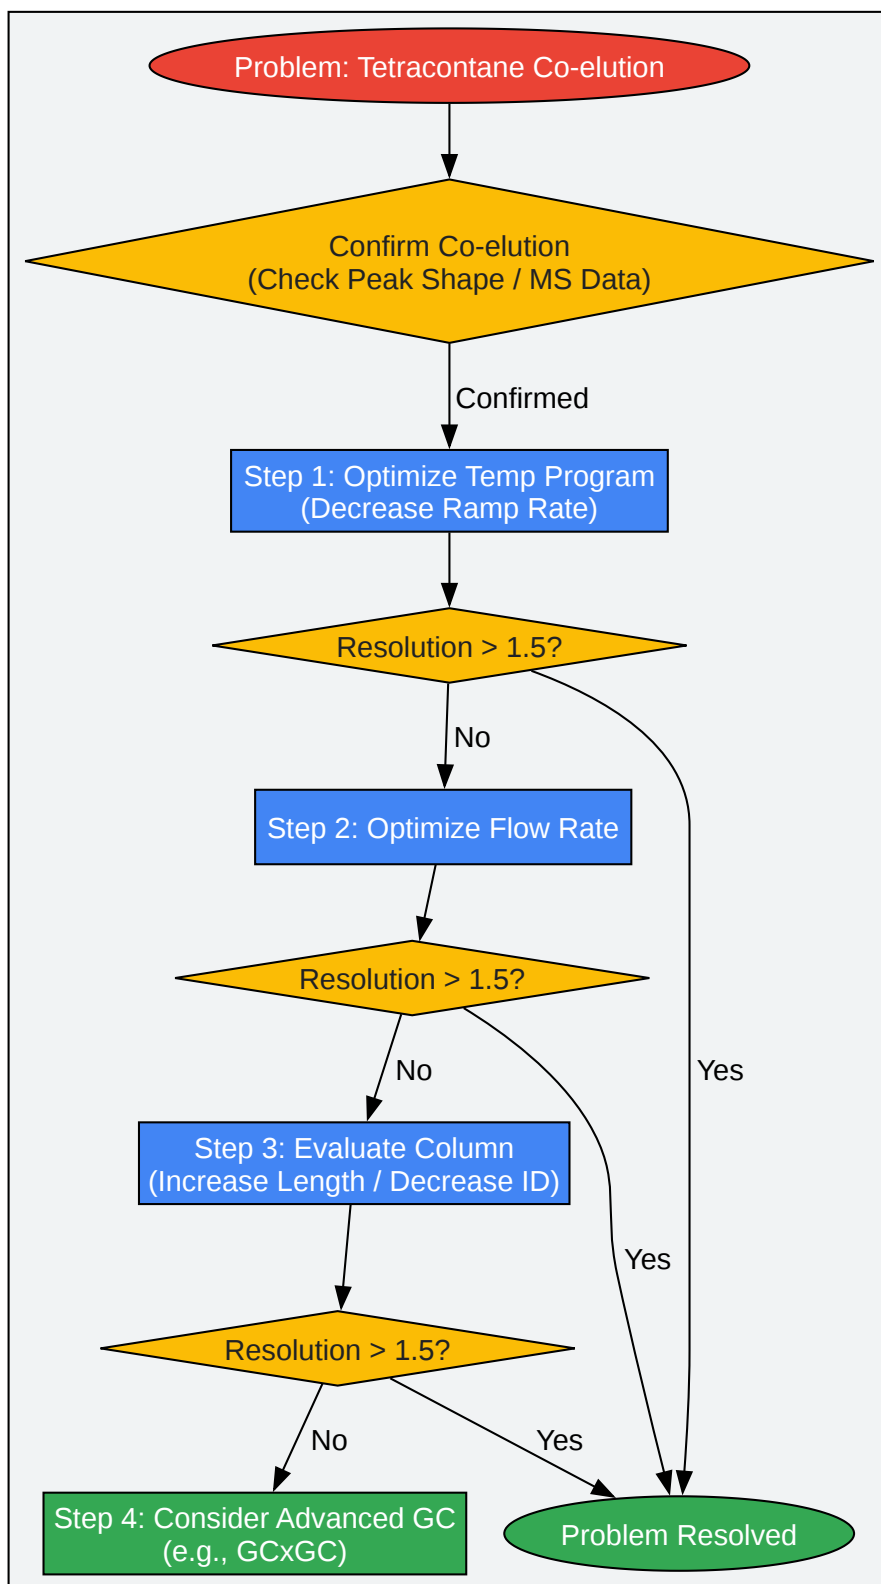 Problem: Tetracontane Co-elution
Confirm Co-elution
(Check Peak Shape / MS Data)
Confirmed
Step 1: Optimize Temp Program
(Decrease Ramp Rate)
Resolution > 1.5?
No
Step 2: Optimize Flow Rate
Resolution > 1.5?
No
Yes
Step 3: Evaluate Column
(Increase Length / Decrease ID)
Yes
Resolution > 1.5?
No
Yes
Step 4: Consider Advanced GC
(e.g., GCxGC)
Problem Resolved